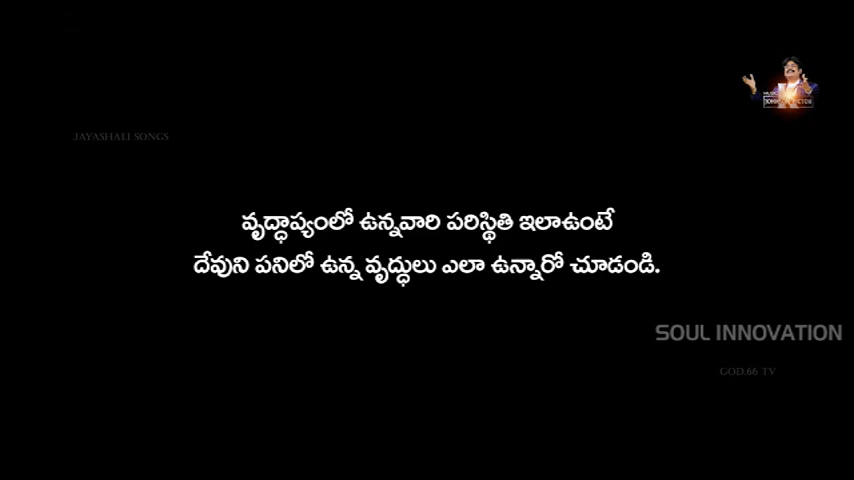 JAYASHALI SONGS
వృద్ధాప్యంలో ఉన్నవారి పరిస్థితి ఇలాఉంటే
దేవుని పనిలో ఉన్న వృద్ధులు ఎలా ఉన్నారో చూడండి.
SOUL INNOVATION
GOD.66 TV